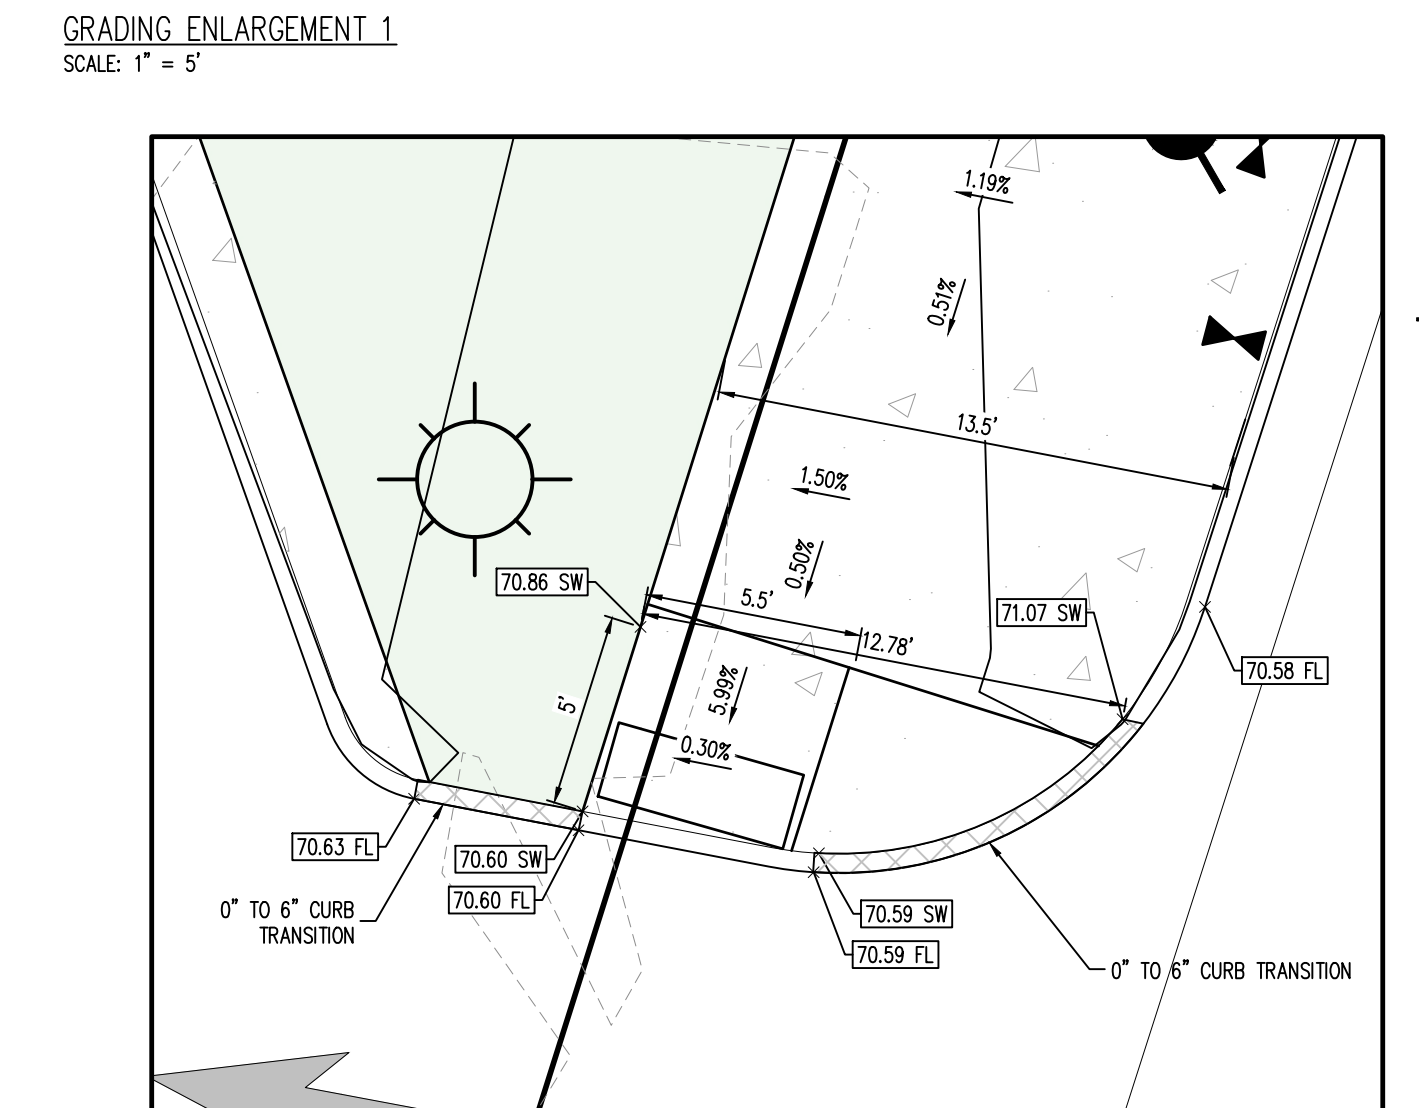 GRADING ENLARGEMENT 1
SCALE: 1" = 5'
1.19%
0.51%
13.5'
1.50%
0.50%
70.86 SW
5.5'
71.07 SW
12.78'
70.58 FL
5.99%
5'
0.30%
70.63 FL
70.60 SW
70.60 FL
0" TO 6" CURB
TRANSITION
70.59 SW
70.59 FL
0" TO 6" CURB TRANSITION